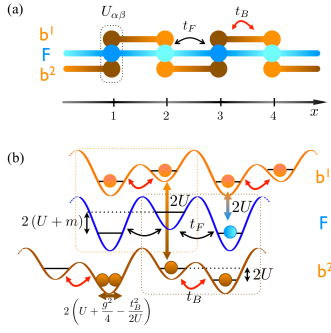 (a)
U_{αβ}
t_F
t_B
b¹
F
b²
1 2 3 4 x
(b)
b¹
2U
2U
2(U+m)
t_F
F
b²
2U
t_B
2(U + g²/4 − t_B²/2U)